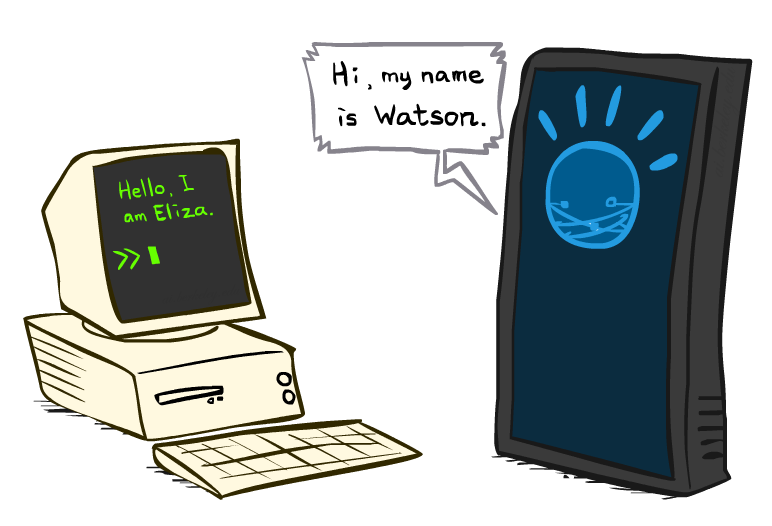 Hello, I
am Eliza.
>>
Hi, my name
is Watson.